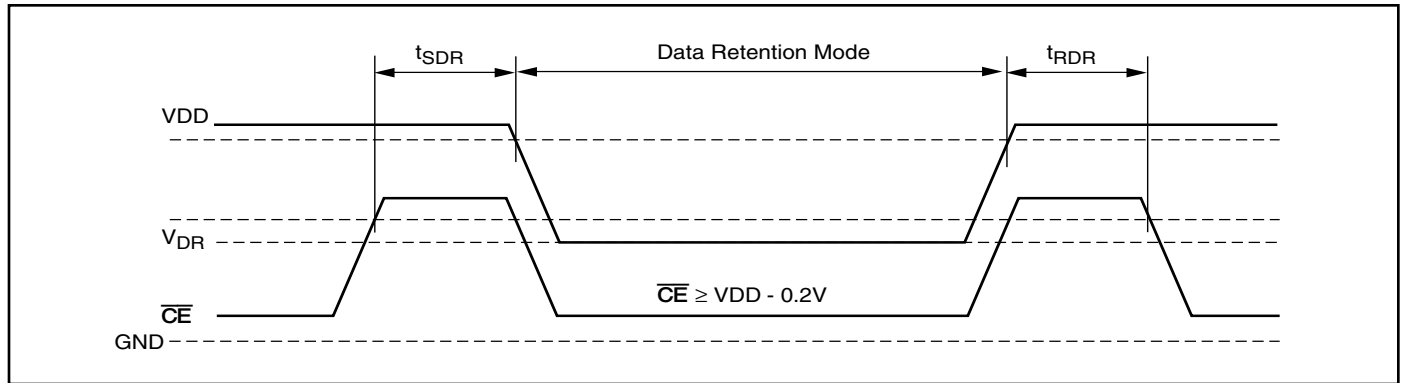 tSDR Data Retention Mode tRDR
VDD
VDR
CE ≥ VDD - 0.2V
CE
GND